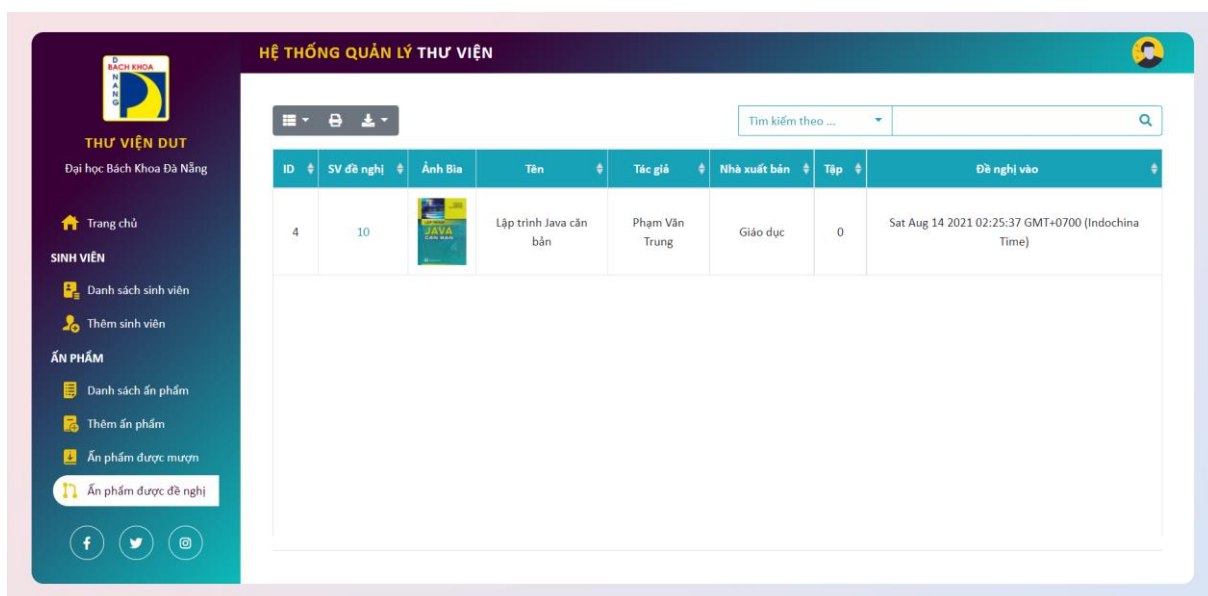 D
BÁCH KHOA
N
A
N
G
THƯ VIỆN DUT
Đại học Bách Khoa Đà Nẵng
Trang chủ
SINH VIÊN
Danh sách sinh viên
Thêm sinh viên
ẤN PHẨM
Danh sách ấn phẩm
Thêm ấn phẩm
Ấn phẩm được mượn
Ấn phẩm được đề nghị
HỆ THỐNG QUẢN LÝ THƯ VIỆN
Tìm kiếm theo ...
ID SV đề nghị Ảnh Bìa Tên Tác giả Nhà xuất bản Tập Đề nghị vào
4 10 Lập trình Java căn Phạm Văn Giáo dục 0 Sat Aug 14 2021 02:25:37 GMT+0700 (Indochina
bản Trung Time)
JAVA